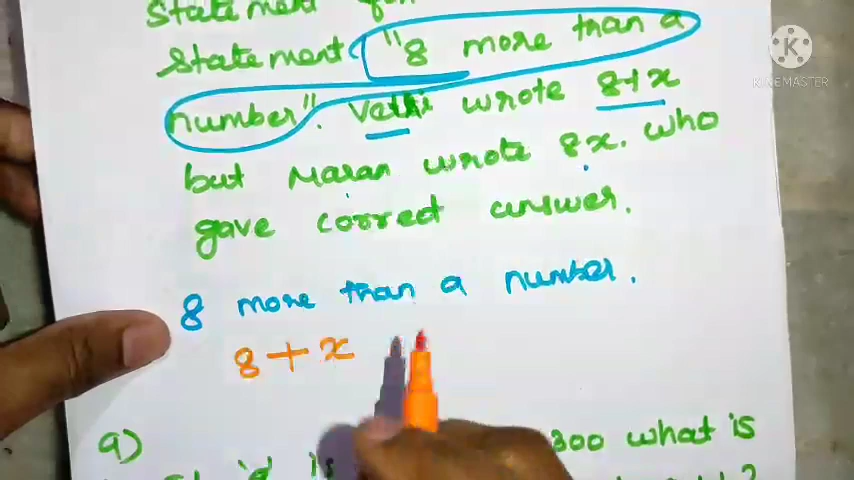 statement
statement "8 more than a
number". Vetri wrote 8+x
but Maran wrote 8x. who
gave correct answer.
8 more than a number.
8 + x
9) 300 what is
is
KINEMASTER